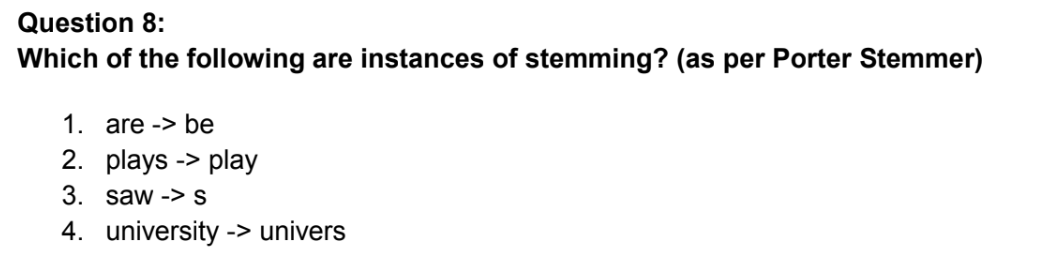 Question 8:
Which of the following are instances of stemming? (as per Porter Stemmer)
1. are -> be
2. plays -> play
3. saw -> s
4. university -> univers